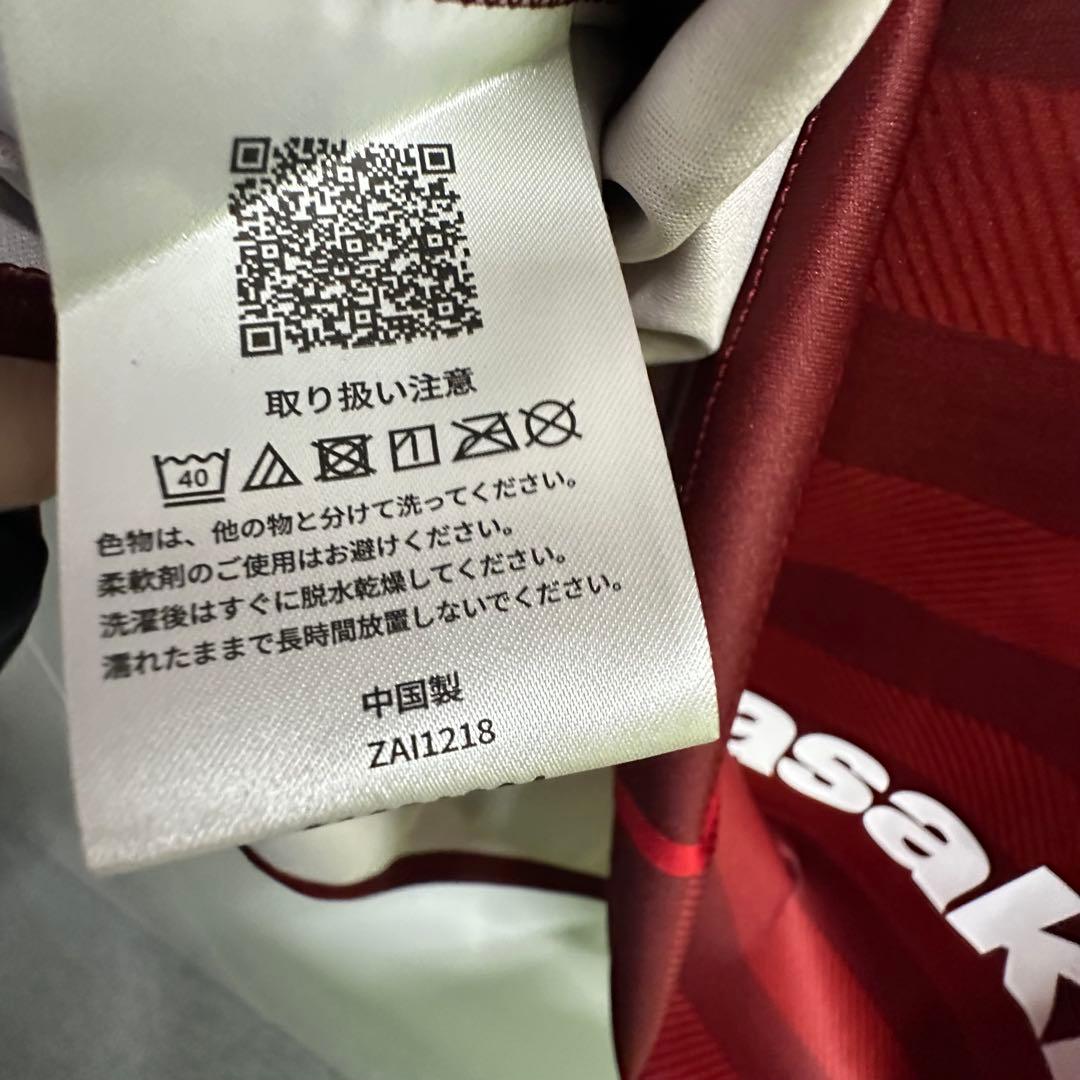 取り扱い注意
40
色物は、他の物と分けて洗ってください。
柔軟剤のご使用はお避けください。
洗濯後はすぐに脱水乾燥してください。
濡れたままで長時間放置しないでください。
中国製
ZAI1218
asak